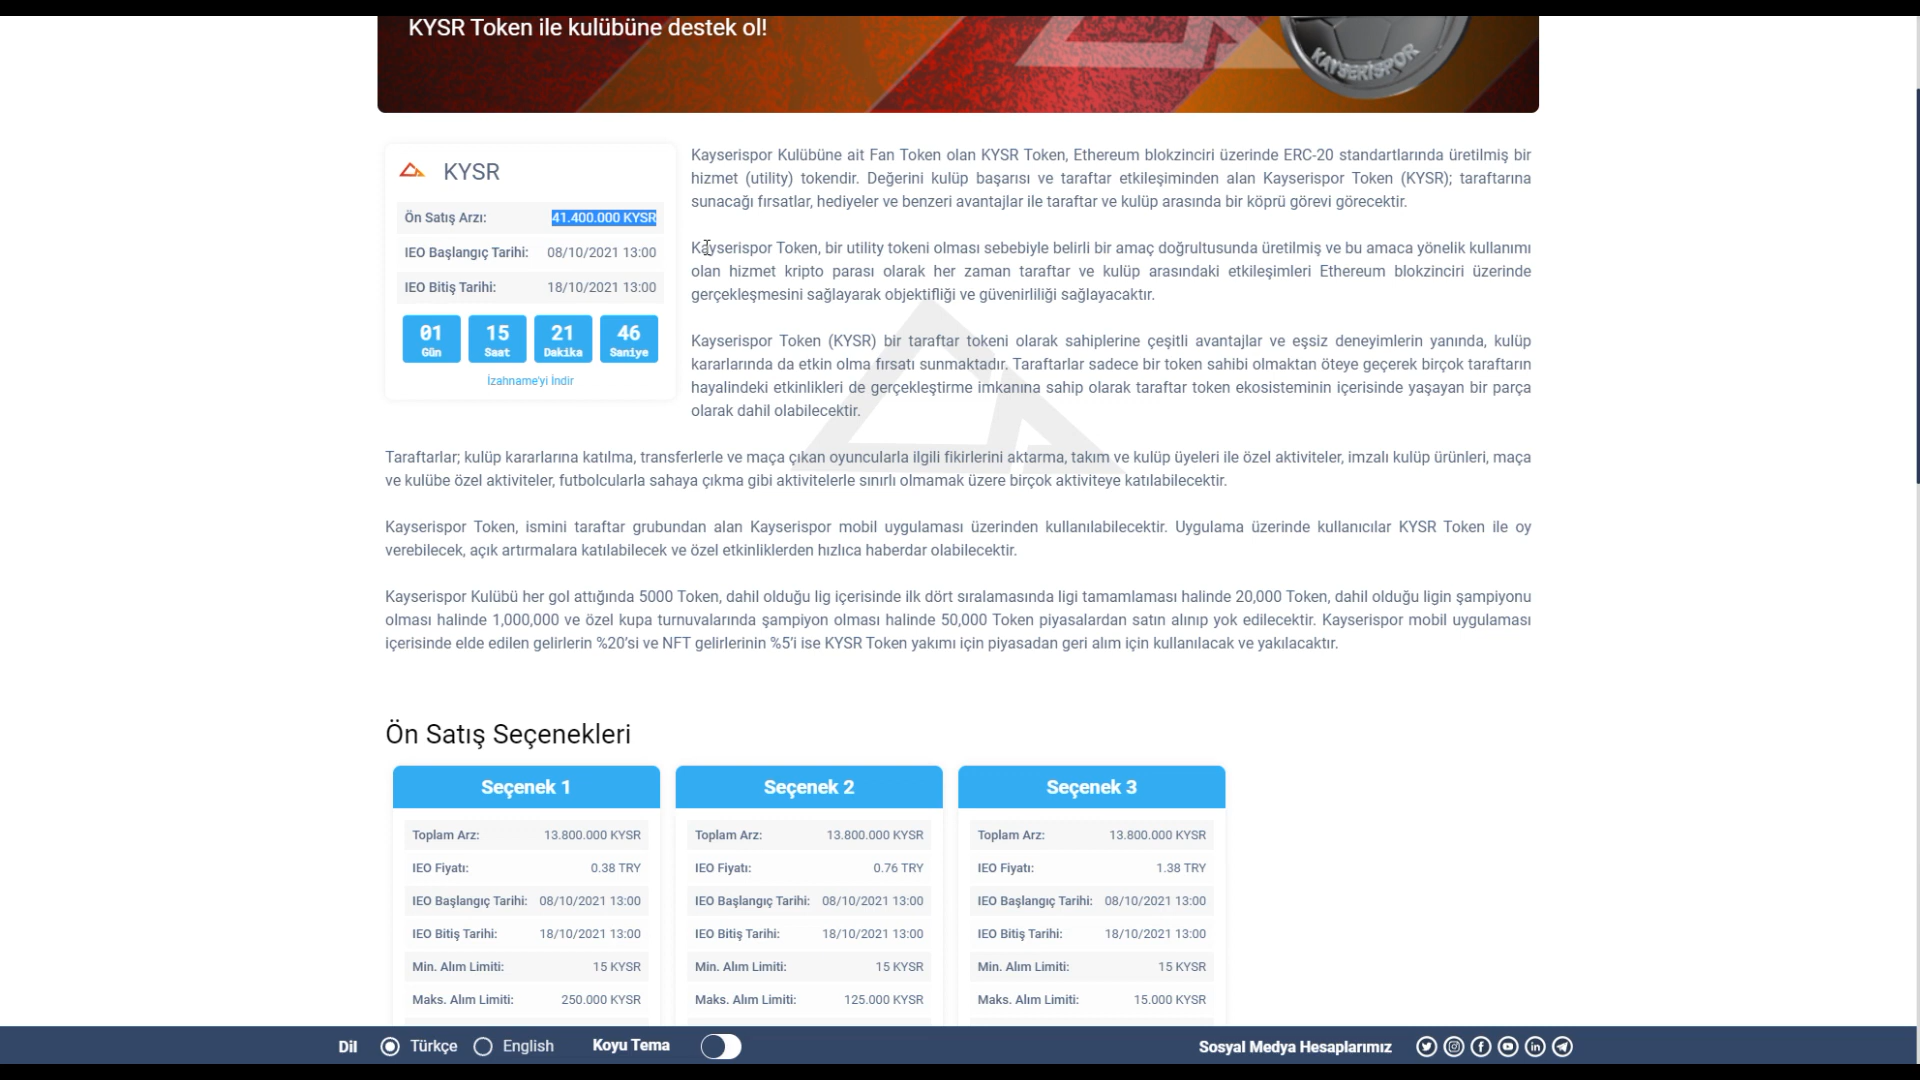 KYSR Token ile kulübüne destek ol!
KAYSERİSPOR
KYSR
Ön Satış Arzı: 41.400.000 KYSR
IEO Başlangıç Tarihi: 08/10/2021 13:00
IEO Bitiş Tarihi: 18/10/2021 13:00
01 15 21 46
Gün Saat Dakika Saniye
İzahname'yi İndir
Kayserispor Kulübüne ait Fan Token olan KYSR Token, Ethereum blokzinciri üzerinde ERC-20 standartlarında üretilmiş bir
hizmet (utility) tokendir. Değerini kulüp başarısı ve taraftar etkileşiminden alan Kayserispor Token (KYSR); taraftarına
sunacağı fırsatlar, hediyeler ve benzeri avantajlar ile taraftar ve kulüp arasında bir köprü görevi görecektir.
Kayserispor Token, bir utility tokeni olması sebebiyle belirli bir amaç doğrultusunda üretilmiş ve bu amaca yönelik kullanımı
olan hizmet kripto parası olarak her zaman taraftar ve kulüp arasındaki etkileşimleri Ethereum blokzinciri üzerinde
gerçekleşmesini sağlayarak objektifliği ve güvenirliliği sağlayacaktır.
Kayserispor Token (KYSR) bir taraftar tokeni olarak sahiplerine çeşitli avantajlar ve eşsiz deneyimlerin yanında, kulüp
kararlarında da etkin olma fırsatı sunmaktadır. Taraftarlar sadece bir token sahibi olmaktan öteye geçerek birçok taraftarın
hayalindeki etkinlikleri de gerçekleştirme imkanına sahip olarak taraftar token ekosisteminin içerisinde yaşayan bir parça
olarak dahil olabilecektir.
Taraftarlar; kulüp kararlarına katılma, transferlerle ve maça çıkan oyuncularla ilgili fikirlerini aktarma, takım ve kulüp üyeleri ile özel aktiviteler, imzalı kulüp ürünleri, maça
ve kulübe özel aktiviteler, futbolcularla sahaya çıkma gibi aktivitelerle sınırlı olmamak üzere birçok aktiviteye katılabilecektir.
Kayserispor Token, ismini taraftar grubundan alan Kayserispor mobil uygulaması üzerinden kullanılabilecektir. Uygulama üzerinde kullanıcılar KYSR Token ile oy
verebilecek, açık artırmalara katılabilecek ve özel etkinliklerden hızlıca haberdar olabilecektir.
Kayserispor Kulübü her gol attığında 5000 Token, dahil olduğu lig içerisinde ilk dört sıralamasında ligi tamamlaması halinde 20,000 Token, dahil olduğu ligin şampiyonu
olması halinde 1,000,000 ve özel kupa turnuvalarında şampiyon olması halinde 50,000 Token piyasalardan satın alınıp yok edilecektir. Kayserispor mobil uygulaması
içerisinde elde edilen gelirlerin %20'si ve NFT gelirlerinin %5'i ise KYSR Token yakımı için piyasadan geri alım için kullanılacak ve yakılacaktır.
Ön Satış Seçenekleri
Seçenek 1
Toplam Arz: 13.800.000 KYSR
IEO Fiyatı: 0.38 TRY
IEO Başlangıç Tarihi: 08/10/2021 13:00
IEO Bitiş Tarihi: 18/10/2021 13:00
Min. Alım Limiti: 15 KYSR
Maks. Alım Limiti: 250.000 KYSR
Seçenek 2
Toplam Arz: 13.800.000 KYSR
IEO Fiyatı: 0.76 TRY
IEO Başlangıç Tarihi: 08/10/2021 13:00
IEO Bitiş Tarihi: 18/10/2021 13:00
Min. Alım Limiti: 15 KYSR
Maks. Alım Limiti: 125.000 KYSR
Seçenek 3
Toplam Arz: 13.800.000 KYSR
IEO Fiyatı: 1.38 TRY
IEO Başlangıç Tarihi: 08/10/2021 13:00
IEO Bitiş Tarihi: 18/10/2021 13:00
Min. Alım Limiti: 15 KYSR
Maks. Alım Limiti: 15.000 KYSR
Dil Türkçe English Koyu Tema Sosyal Medya Hesaplarımız